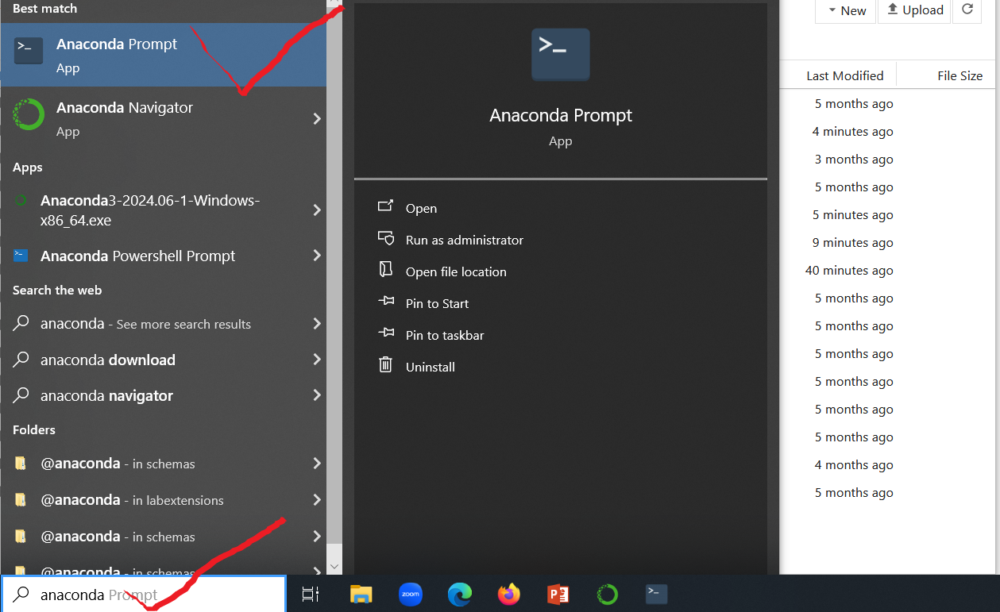 Best match
Anaconda Prompt
App
Anaconda Navigator
App
Apps
Anaconda3-2024.06-1-Windows-
x86_64.exe
Anaconda Powershell Prompt
Search the web
anaconda - See more search results
anaconda download
anaconda navigator
Folders
@anaconda - in schemas
@anaconda - in labextensions
@anaconda - in schemas
@anaconda - in schemas
anaconda Prompt
Anaconda Prompt
App
Open
Run as administrator
Open file location
Pin to Start
Pin to taskbar
Uninstall
New Upload
Last Modified File Size
5 months ago
4 minutes ago
3 months ago
5 months ago
5 minutes ago
9 minutes ago
40 minutes ago
5 months ago
5 months ago
5 months ago
5 months ago
5 months ago
5 months ago
4 months ago
5 months ago
zoom
P